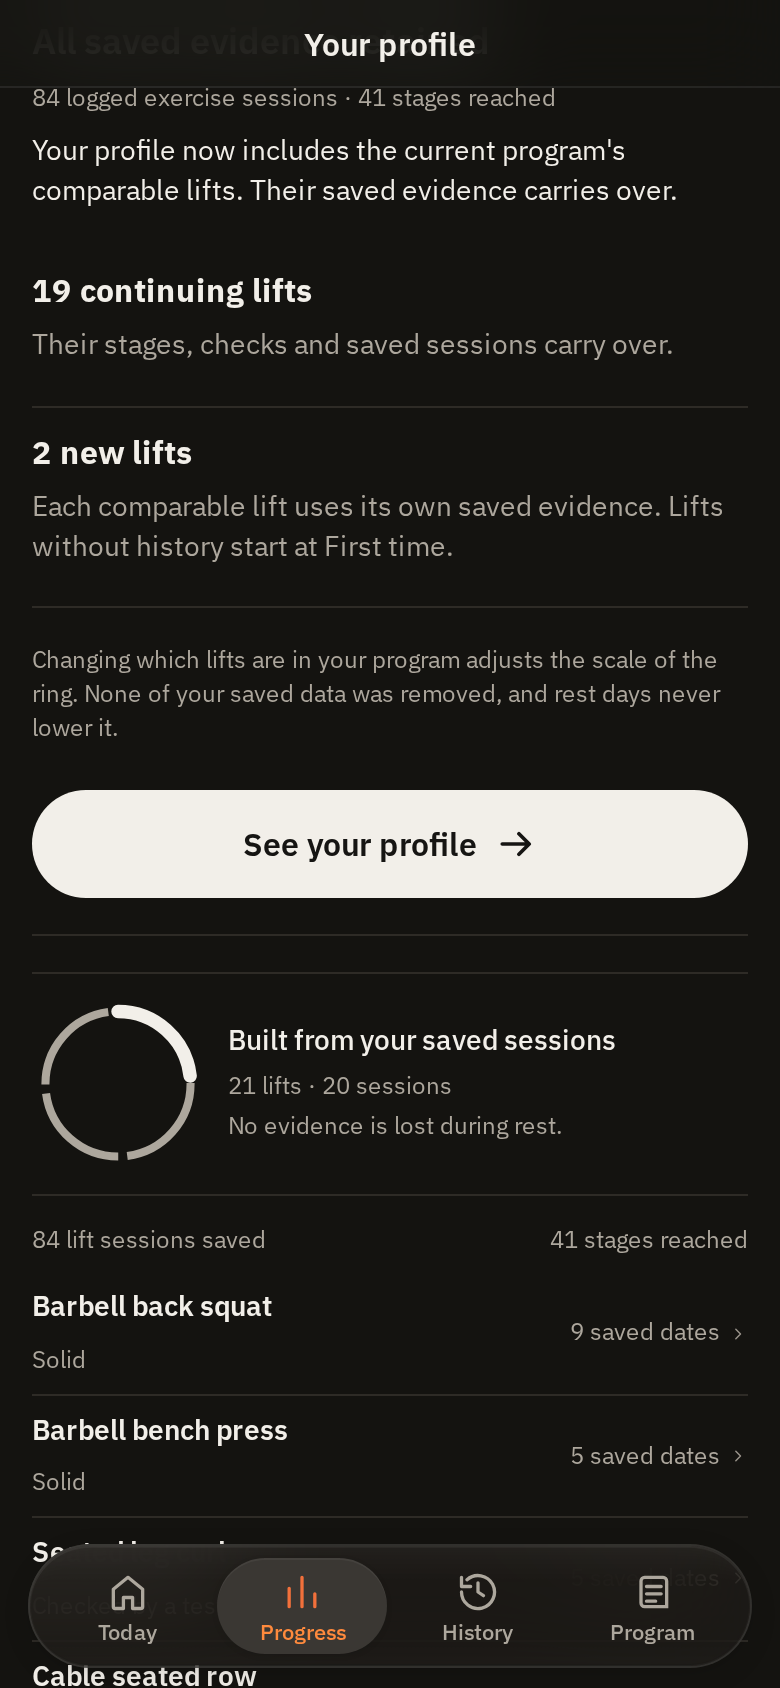 All saved eviden
Your profile
84 logged exercise sessions · 41 stages reached
Your profile now includes the current program's
comparable lifts. Their saved evidence carries over.
19 continuing lifts
Their stages, checks and saved sessions carry over.
2 new lifts
Each comparable lift uses its own saved evidence. Lifts
without history start at First time.
Changing which lifts are in your program adjusts the scale of the
ring. None of your saved data was removed, and rest days never
lower it.
See your profile →
Built from your saved sessions
21 lifts · 20 sessions
No evidence is lost during rest.
84 lift sessions saved
41 stages reached
Barbell back squat
9 saved dates
Solid
Barbell bench press
5 saved dates
Solid
Today
Progress
History
Program
Cable seated row